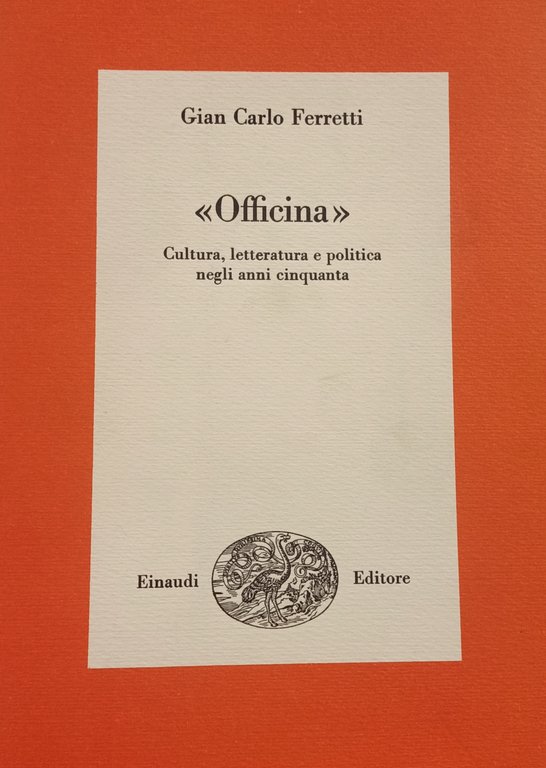 Gian Carlo Ferretti
«Officina»
Cultura, letteratura e politica
negli anni cinquanta
Einaudi Editore